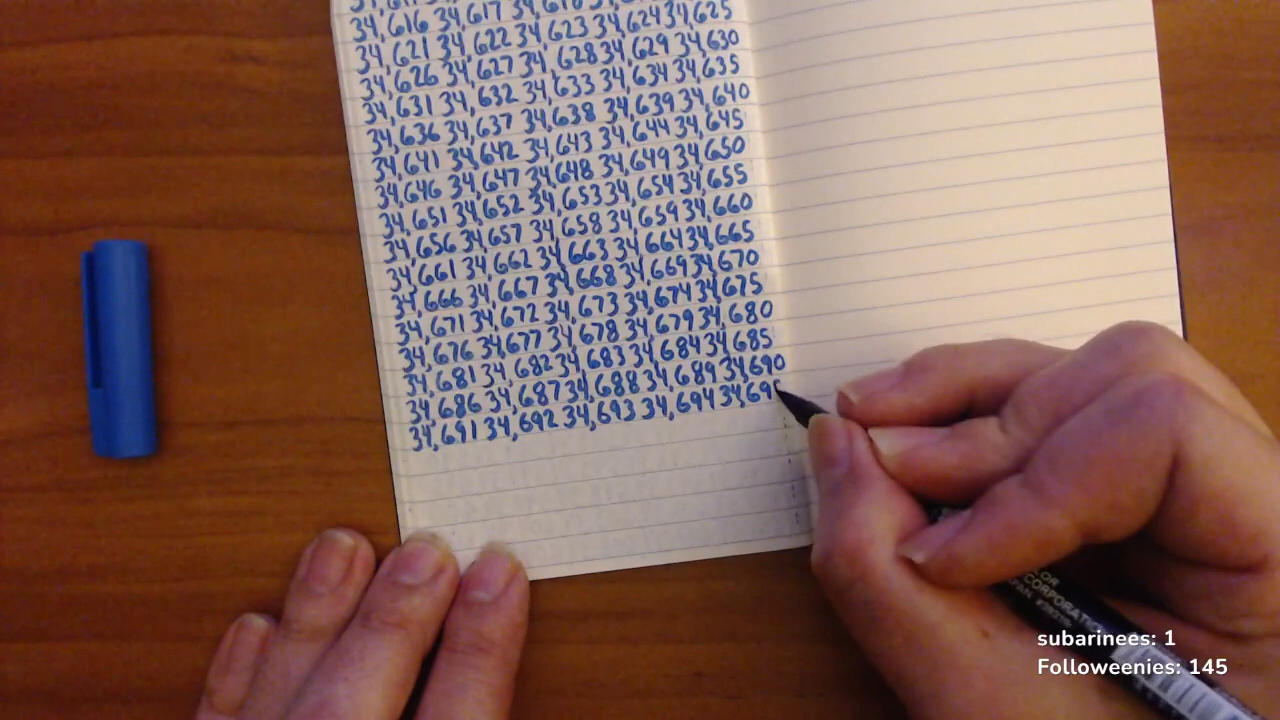 34,616 34,617 34,618
34,621 34,622 34,623 34,624 34,625
34,626 34,627 34,628 34,629 34,630
34,631 34,632 34,633 34,634 34,635
34,636 34,637 34,638 34,639 34,640
34,641 34,642 34,643 34,644 34,645
34,646 34,647 34,648 34,649 34,650
34,651 34,652 34,653 34,654 34,655
34,656 34,657 34,658 34,659 34,660
34,661 34,662 34,663 34,664 34,665
34,666 34,667 34,668 34,669 34,670
34,671 34,672 34,673 34,674 34,675
34,676 34,677 34,678 34,679 34,680
34,681 34,682 34,683 34,684 34,685
34,686 34,687 34,688 34,689 34,690
34,691 34,692 34,693 34,694 34,695
CORPORATION
subarinees: 1
Followeenies: 145